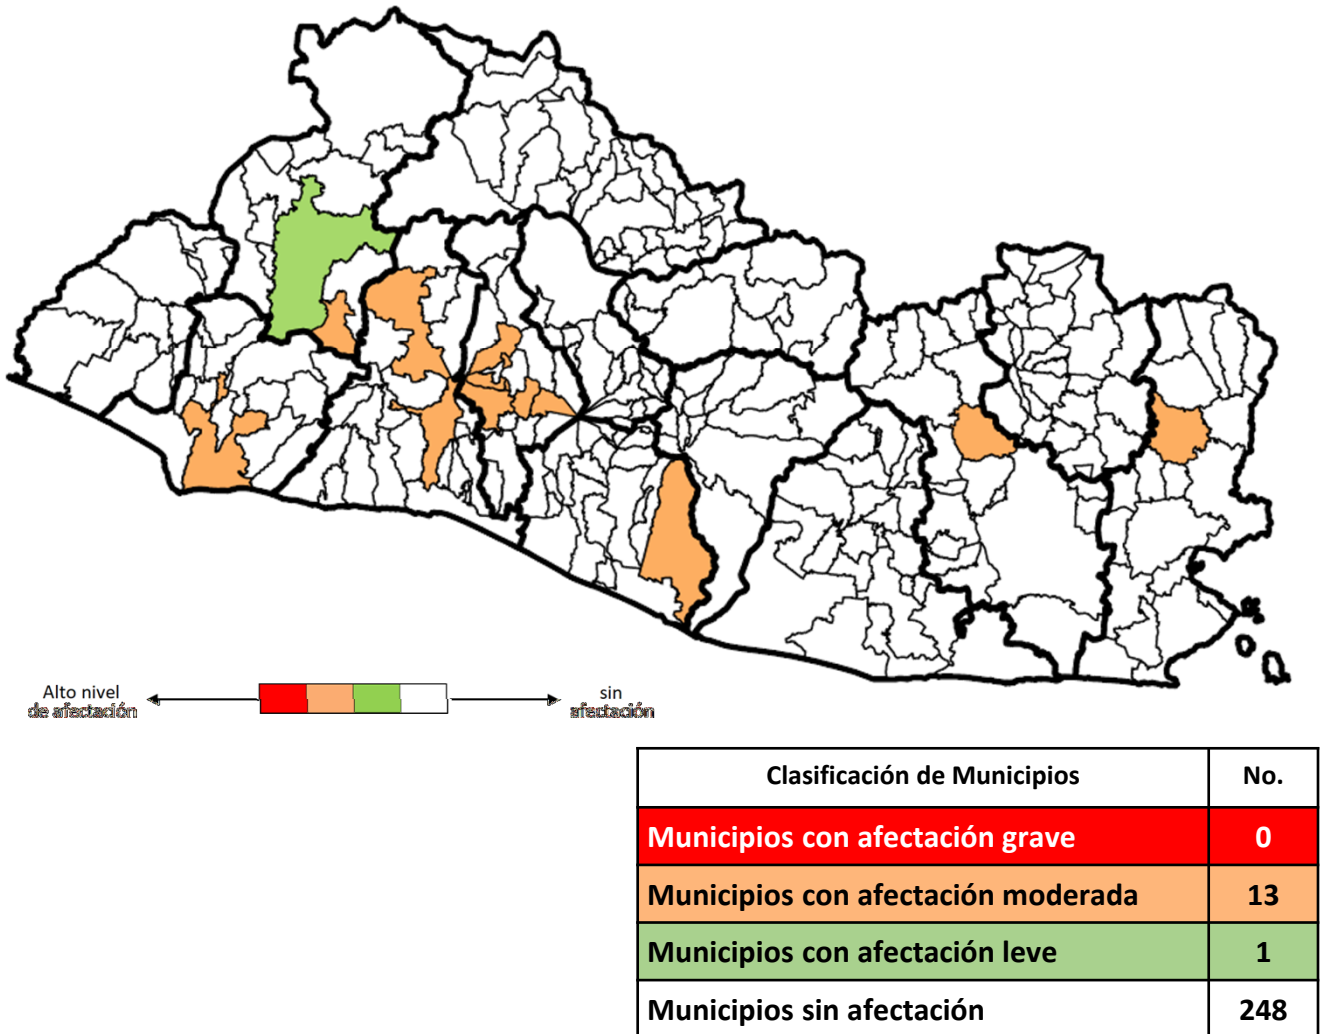 Alto nivel
de afectación
sin
afectación
Clasificación de Municipios No.
Municipios con afectación grave 0
Municipios con afectación moderada 13
Municipios con afectación leve 1
Municipios sin afectación 248